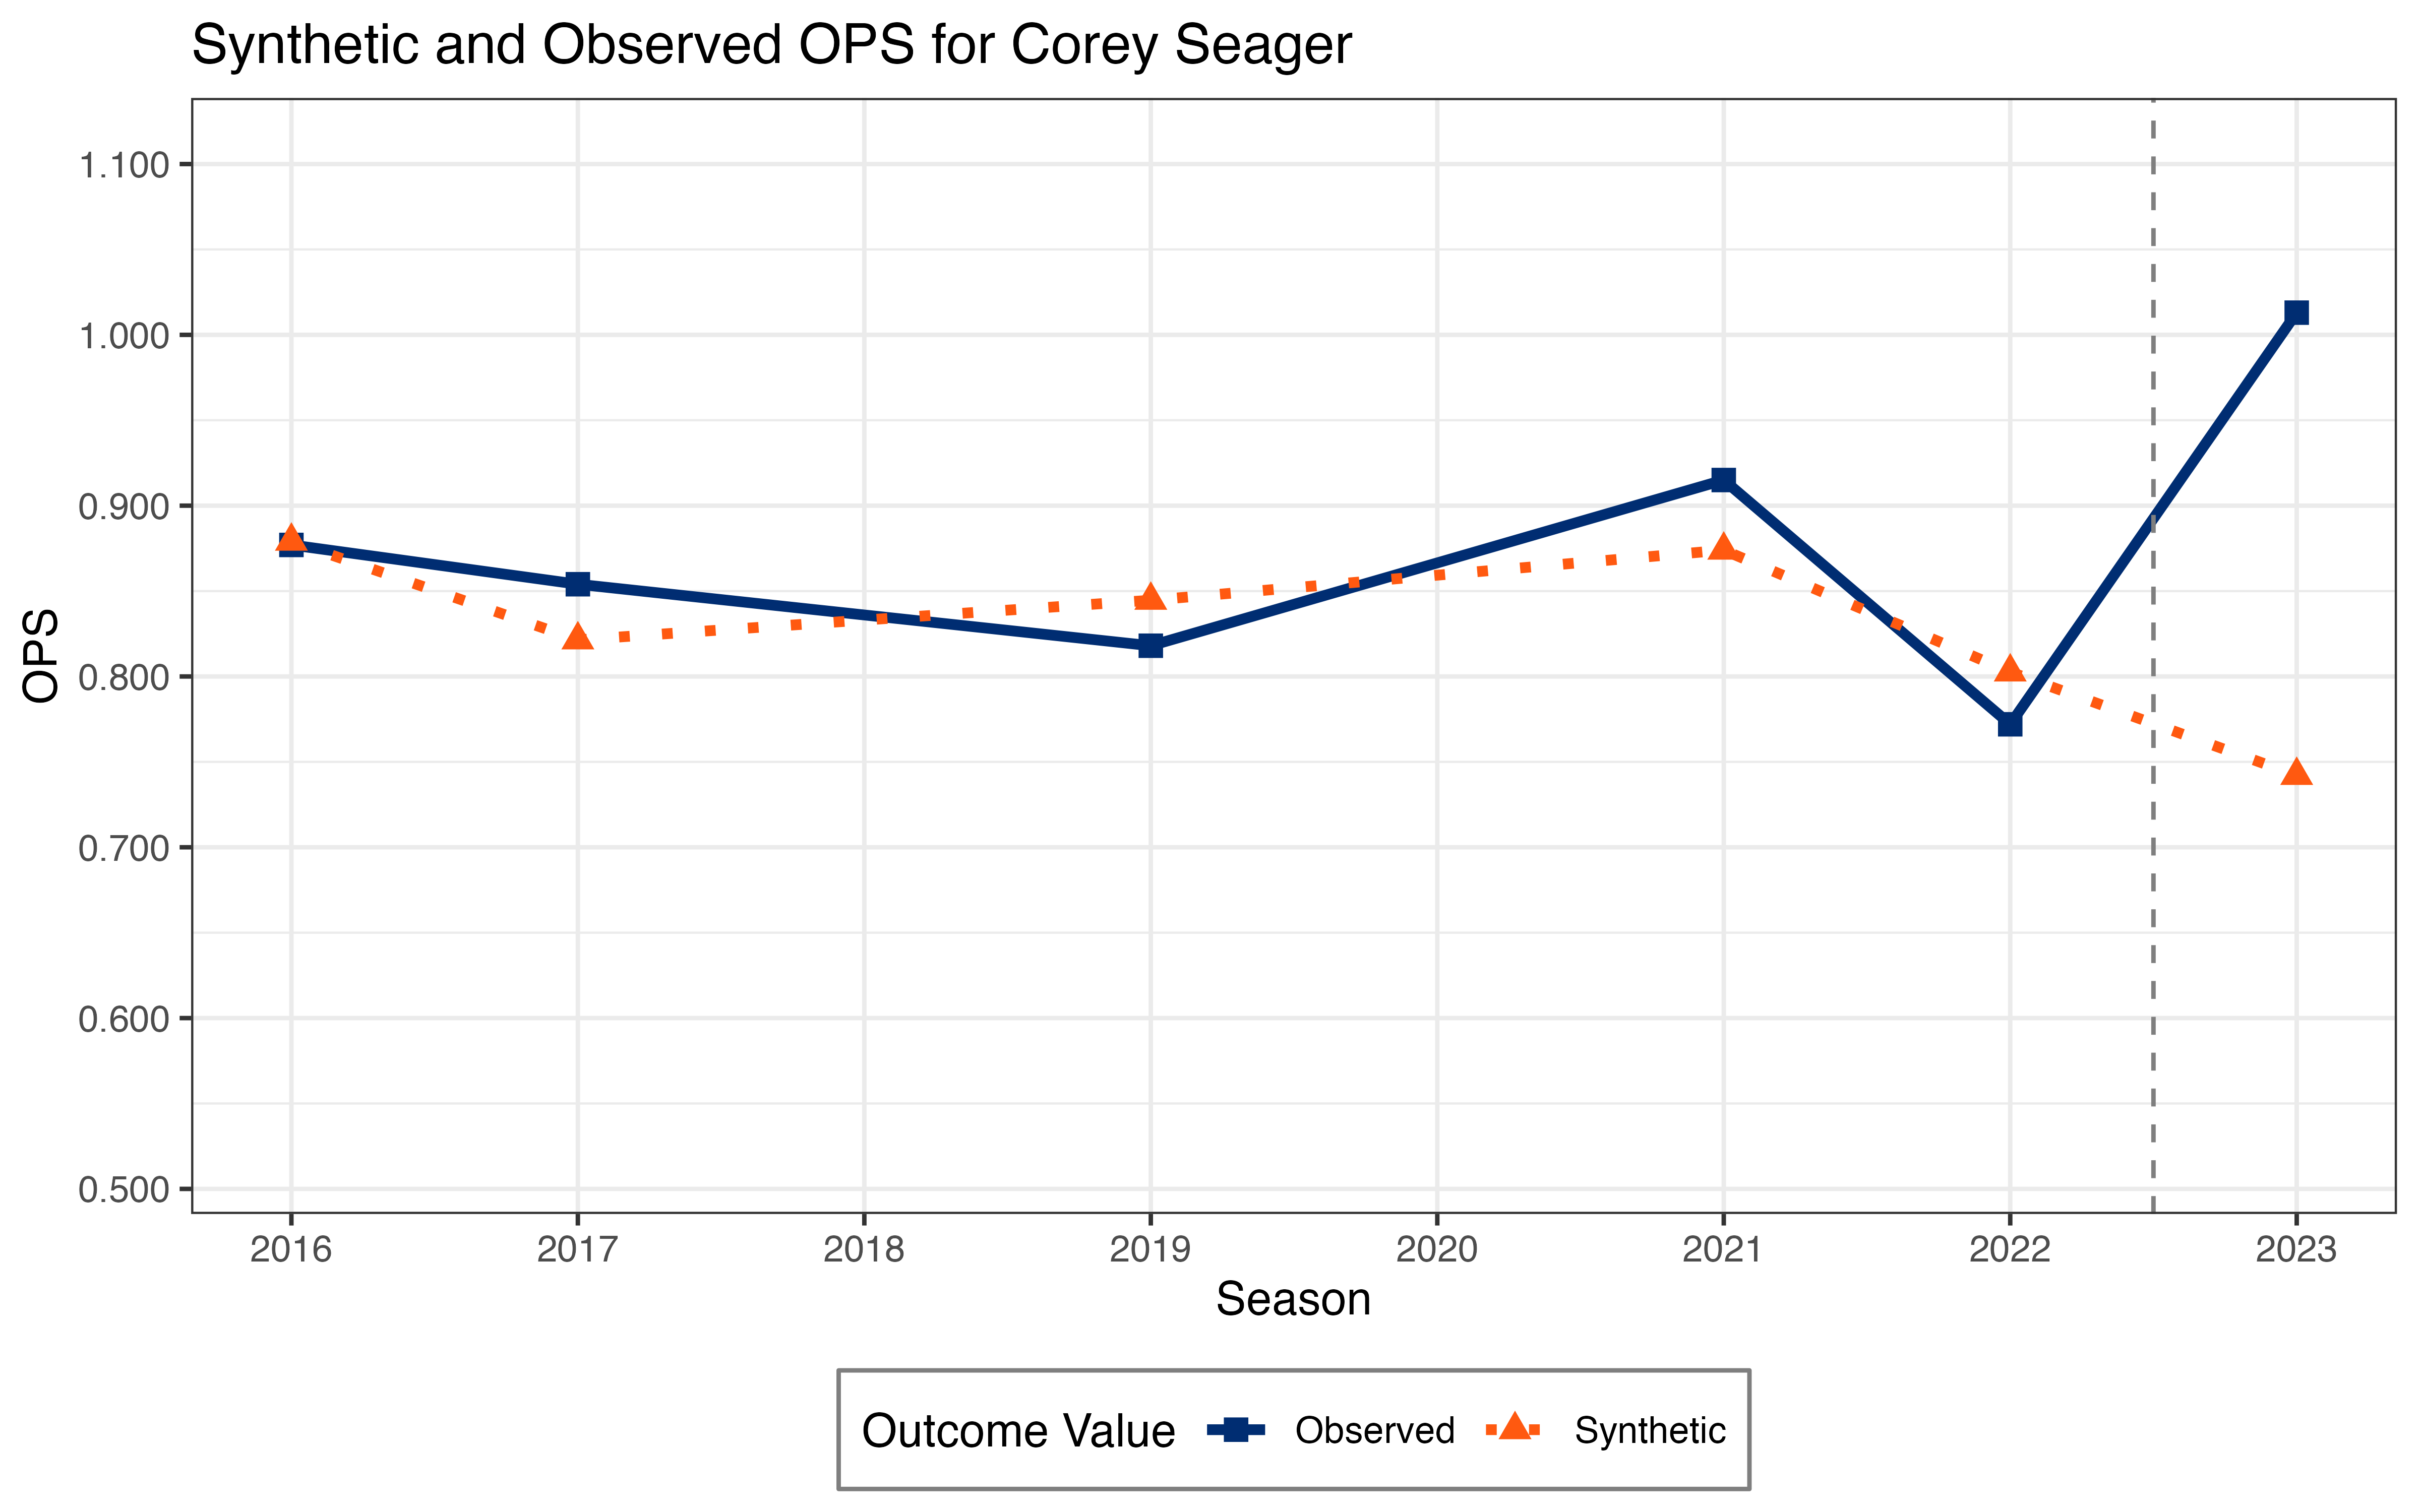 Synthetic and Observed OPS for Corey Seager
1.100
1.000
0.900
0.800
0.700
0.600
0.500
OPS
2016 2017 2018 2019 2020 2021 2022 2023
Season
Outcome Value Observed Synthetic